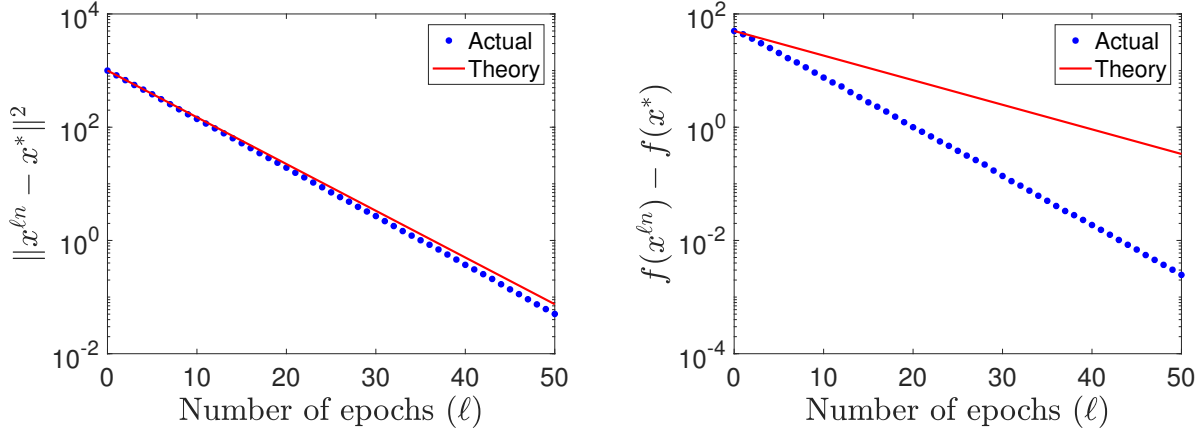 10^4
10^2
10^0
10^{-2}
‖x^{ℓn} − x^*‖^2
0 10 20 30 40 50
Number of epochs (ℓ)
Actual
Theory
10^2
10^0
10^{-2}
10^{-4}
f(x^{ℓn}) − f(x^*)
0 10 20 30 40 50
Number of epochs (ℓ)
Actual
Theory